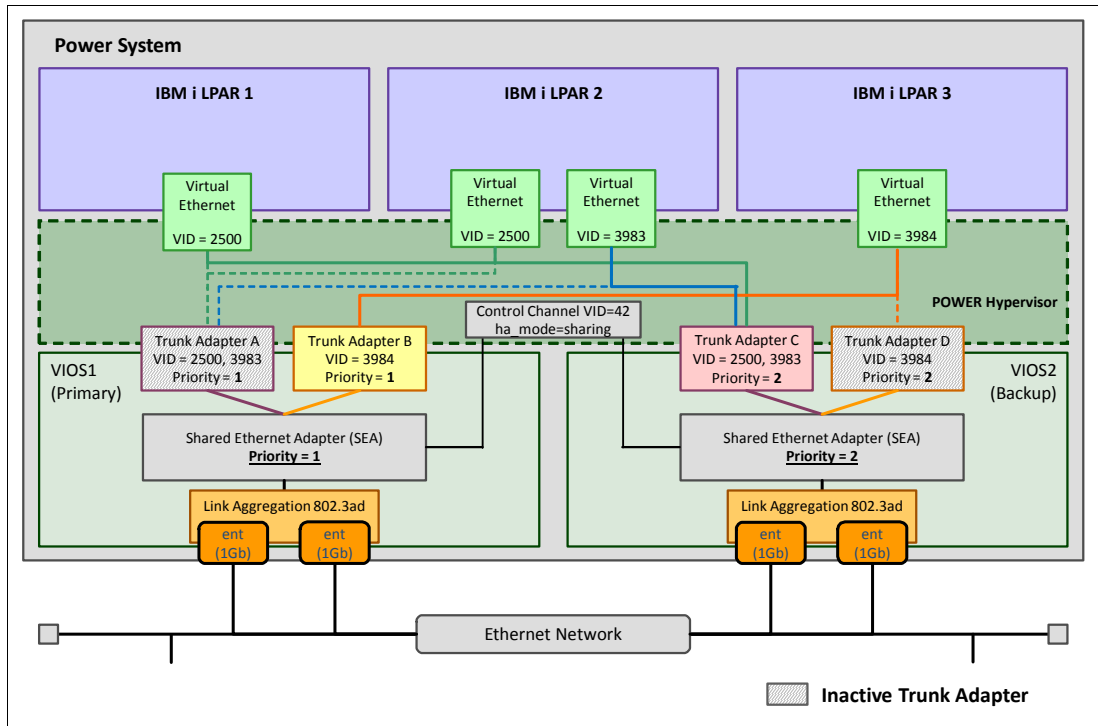 Power System
IBM i LPAR 1
IBM i LPAR 2
IBM i LPAR 3
Virtual
Ethernet
VID = 2500
Virtual
Ethernet
VID = 2500
Virtual
Ethernet
VID = 3983
Virtual
Ethernet
VID = 3984
POWER Hypervisor
Control Channel VID=42
ha_mode=sharing
VIOS1
(Primary)
Trunk Adapter A
VID = 2500, 3983
Priority = 1
Trunk Adapter B
VID = 3984
Priority = 1
Trunk Adapter C
VID = 2500, 3983
Priority = 2
Trunk Adapter D
VID = 3984
Priority = 2
VIOS2
(Backup)
Shared Ethernet Adapter (SEA)
Priority = 1
Shared Ethernet Adapter (SEA)
Priority = 2
Link Aggregation 802.3ad
ent
(1Gb)
ent
(1Gb)
Link Aggregation 802.3ad
ent
(1Gb)
ent
(1Gb)
Ethernet Network
Inactive Trunk Adapter